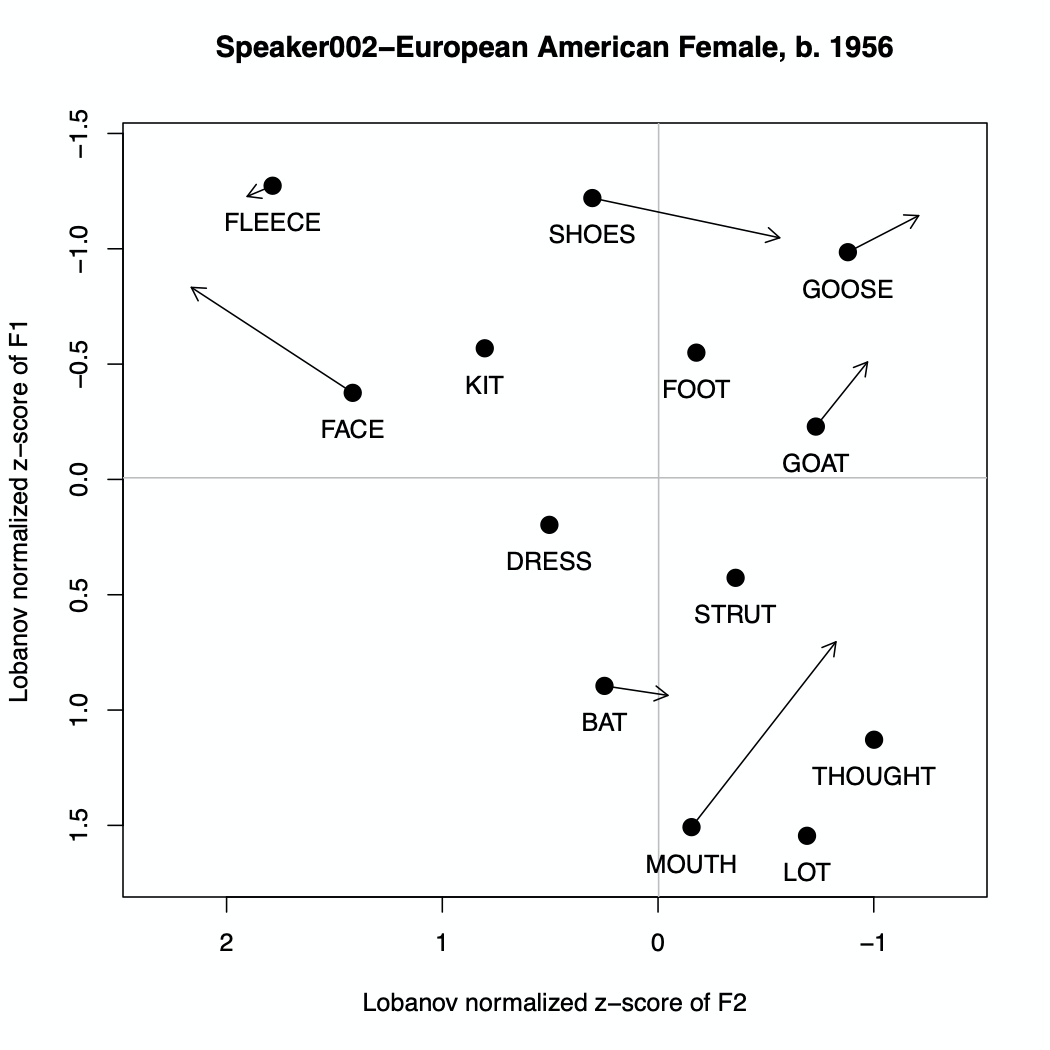 Speaker002−European American Female, b. 1956
−1.5
FLEECE
SHOES
−1.0
GOOSE
−0.5
KIT
FOOT
FACE
GOAT
0.0
DRESS
0.5
STRUT
1.0
BAT
THOUGHT
1.5
MOUTH
LOT
2
1
0
−1
Lobanov normalized z−score of F1
Lobanov normalized z−score of F2